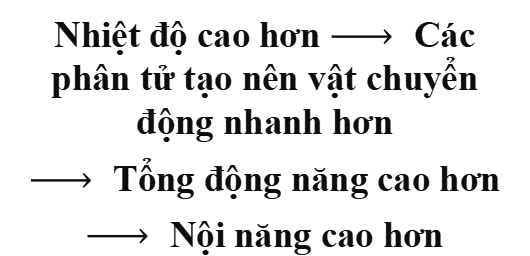 Nhiệt độ cao hơn ⟶ Các
phân tử tạo nên vật chuyển
động nhanh hơn
⟶ Tổng động năng cao hơn
⟶ Nội năng cao hơn